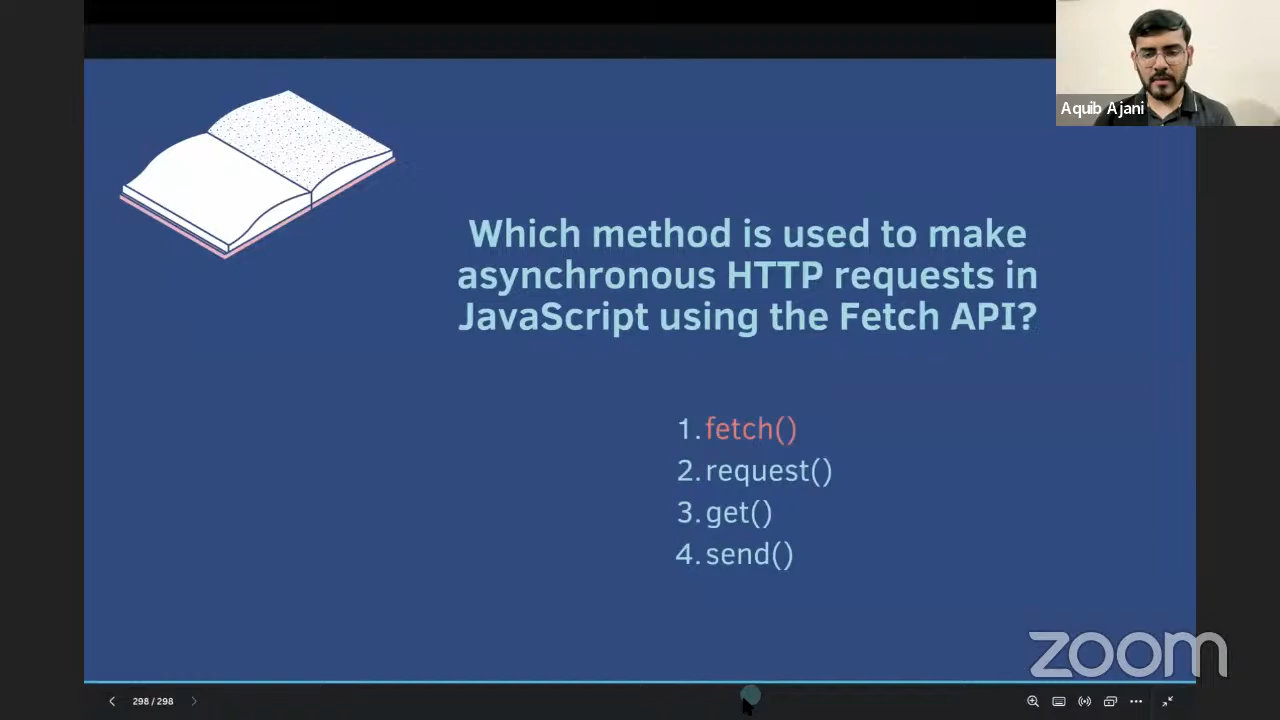 Aquib Ajani
Which method is used to make
asynchronous HTTP requests in
JavaScript using the Fetch API?
1. fetch()
2. request()
3. get()
4. send()
zoom
298 / 298